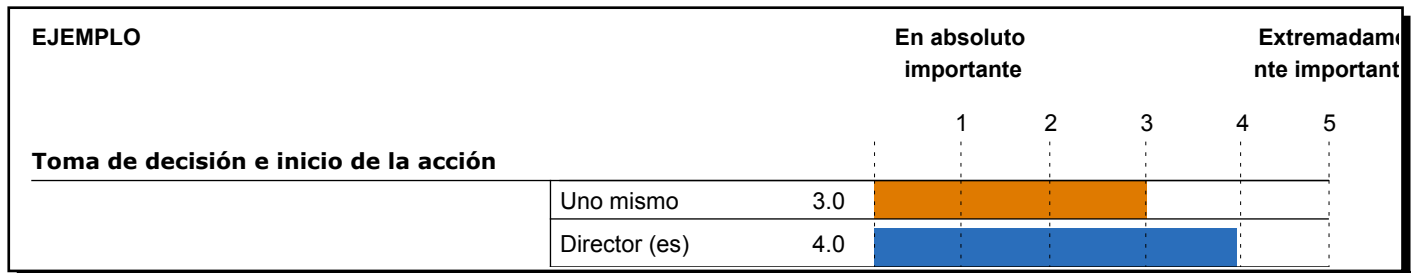 EJEMPLO
En absoluto
importante
Extremadame
nte important
1 2 3 4 5
Toma de decisión e inicio de la acción
Uno mismo 3.0
Director (es) 4.0